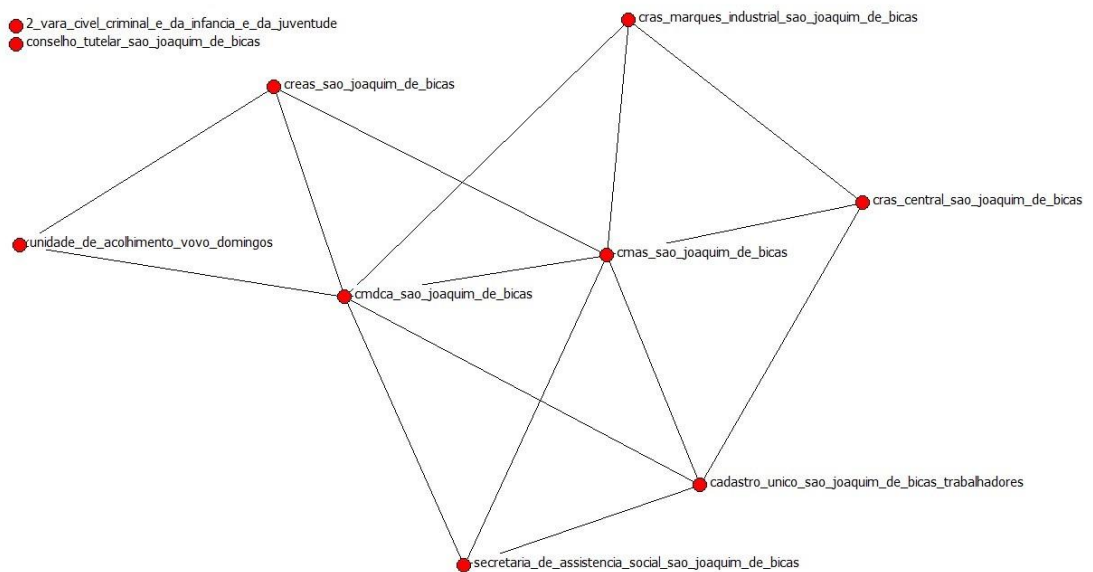 2_vara_civel_criminal_e_da_infancia_e_da_juventude
cras_marques_industrial_sao_joaquim_de_bicas
conselho_tutelar_sao_joaquim_de_bicas
creas_sao_joaquim_de_bicas
cras_central_sao_joaquim_de_bicas
unidade_de_acolhimento_vovo_domingos
cmas_sao_joaquim_de_bicas
cmdca_sao_joaquim_de_bicas
cadastro_unico_sao_joaquim_de_bicas_trabalhadores
secretaria_de_assistencia_social_sao_joaquim_de_bicas